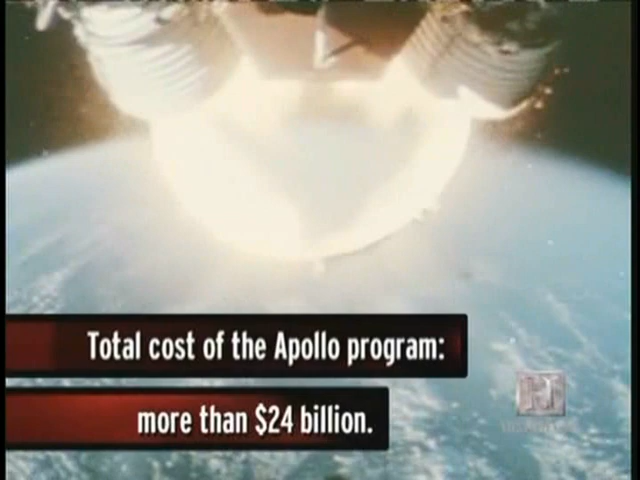 Total cost of the Apollo program:
more than $24 billion.
H